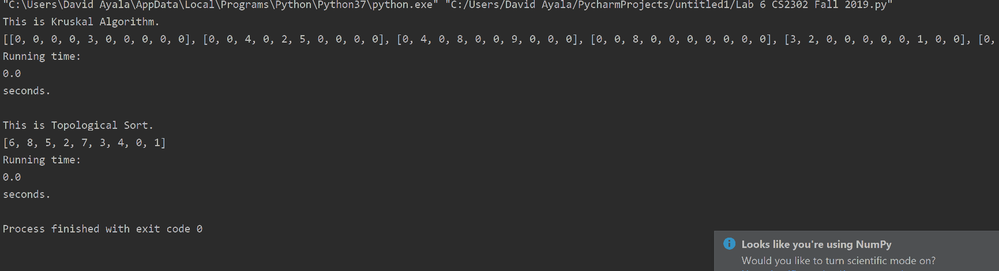 "C:\Users\David Ayala\AppData\Local\Programs\Python\Python37\python.exe" "C:/Users/David Ayala/PycharmProjects/untitled1/Lab 6 CS2302 Fall 2019.py"
This is Kruskal Algorithm.
[[0, 0, 0, 0, 3, 0, 0, 0, 0, 0], [0, 0, 4, 0, 2, 5, 0, 0, 0, 0], [0, 4, 0, 8, 0, 0, 9, 0, 0, 0], [0, 0, 8, 0, 0, 0, 0, 0, 0, 0], [3, 2, 0, 0, 0, 0, 0, 1, 0, 0], [0,
Running time:
0.0
seconds.
This is Topological Sort.
[6, 8, 5, 2, 7, 3, 4, 0, 1]
Running time:
0.0
seconds.
Process finished with exit code 0
Looks like you're using NumPy
Would you like to turn scientific mode on?